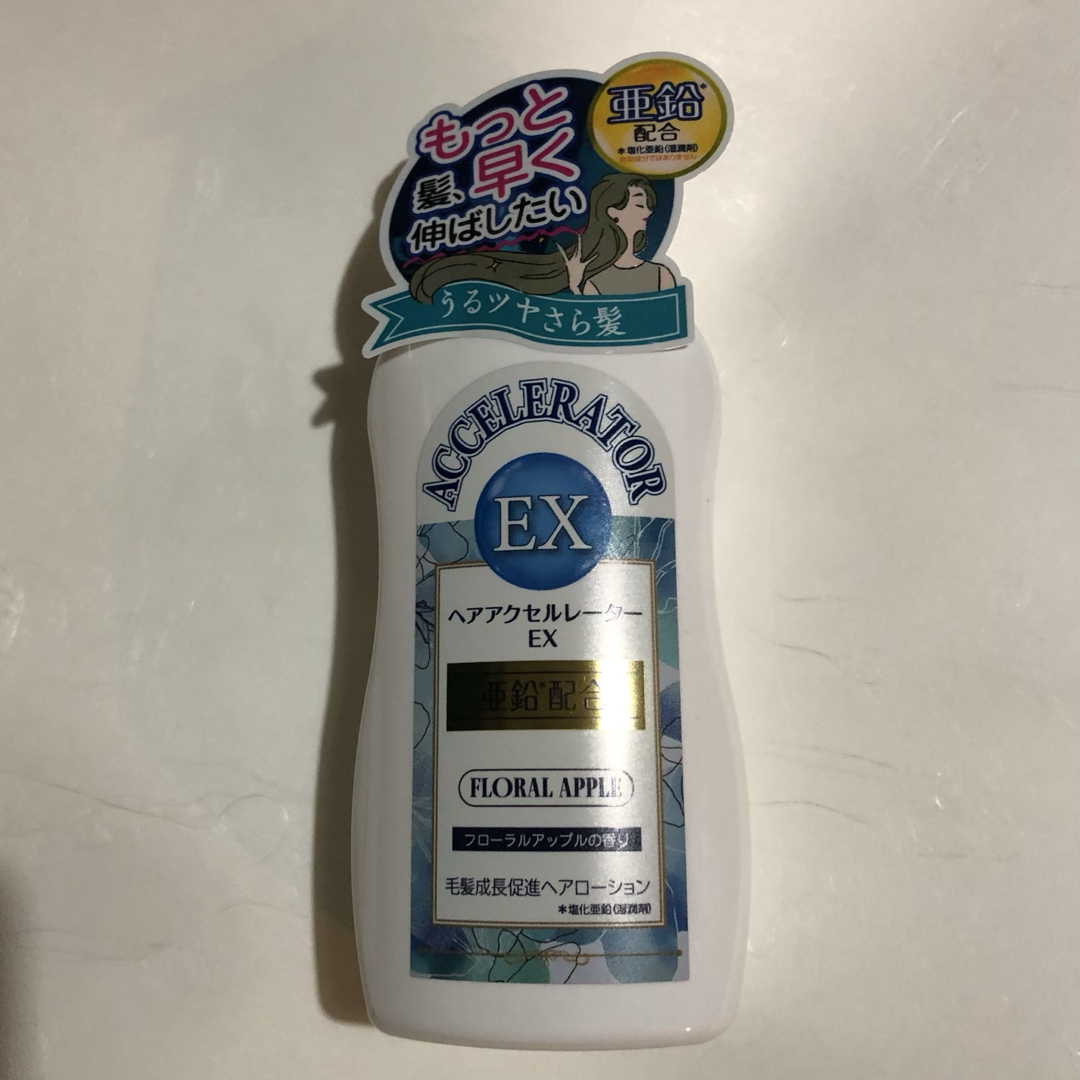 もっと
早く
髪、
伸ばしたい
亜鉛*
配合
*塩化亜鉛(湿潤剤)
うるツヤさら髪
ACCELERATOR
EX
ヘアアクセルレーター
EX
亜鉛*配合
FLORAL APPLE
フローラルアップルの香り
毛髪成長促進ヘアローション
*塩化亜鉛(湿潤剤)